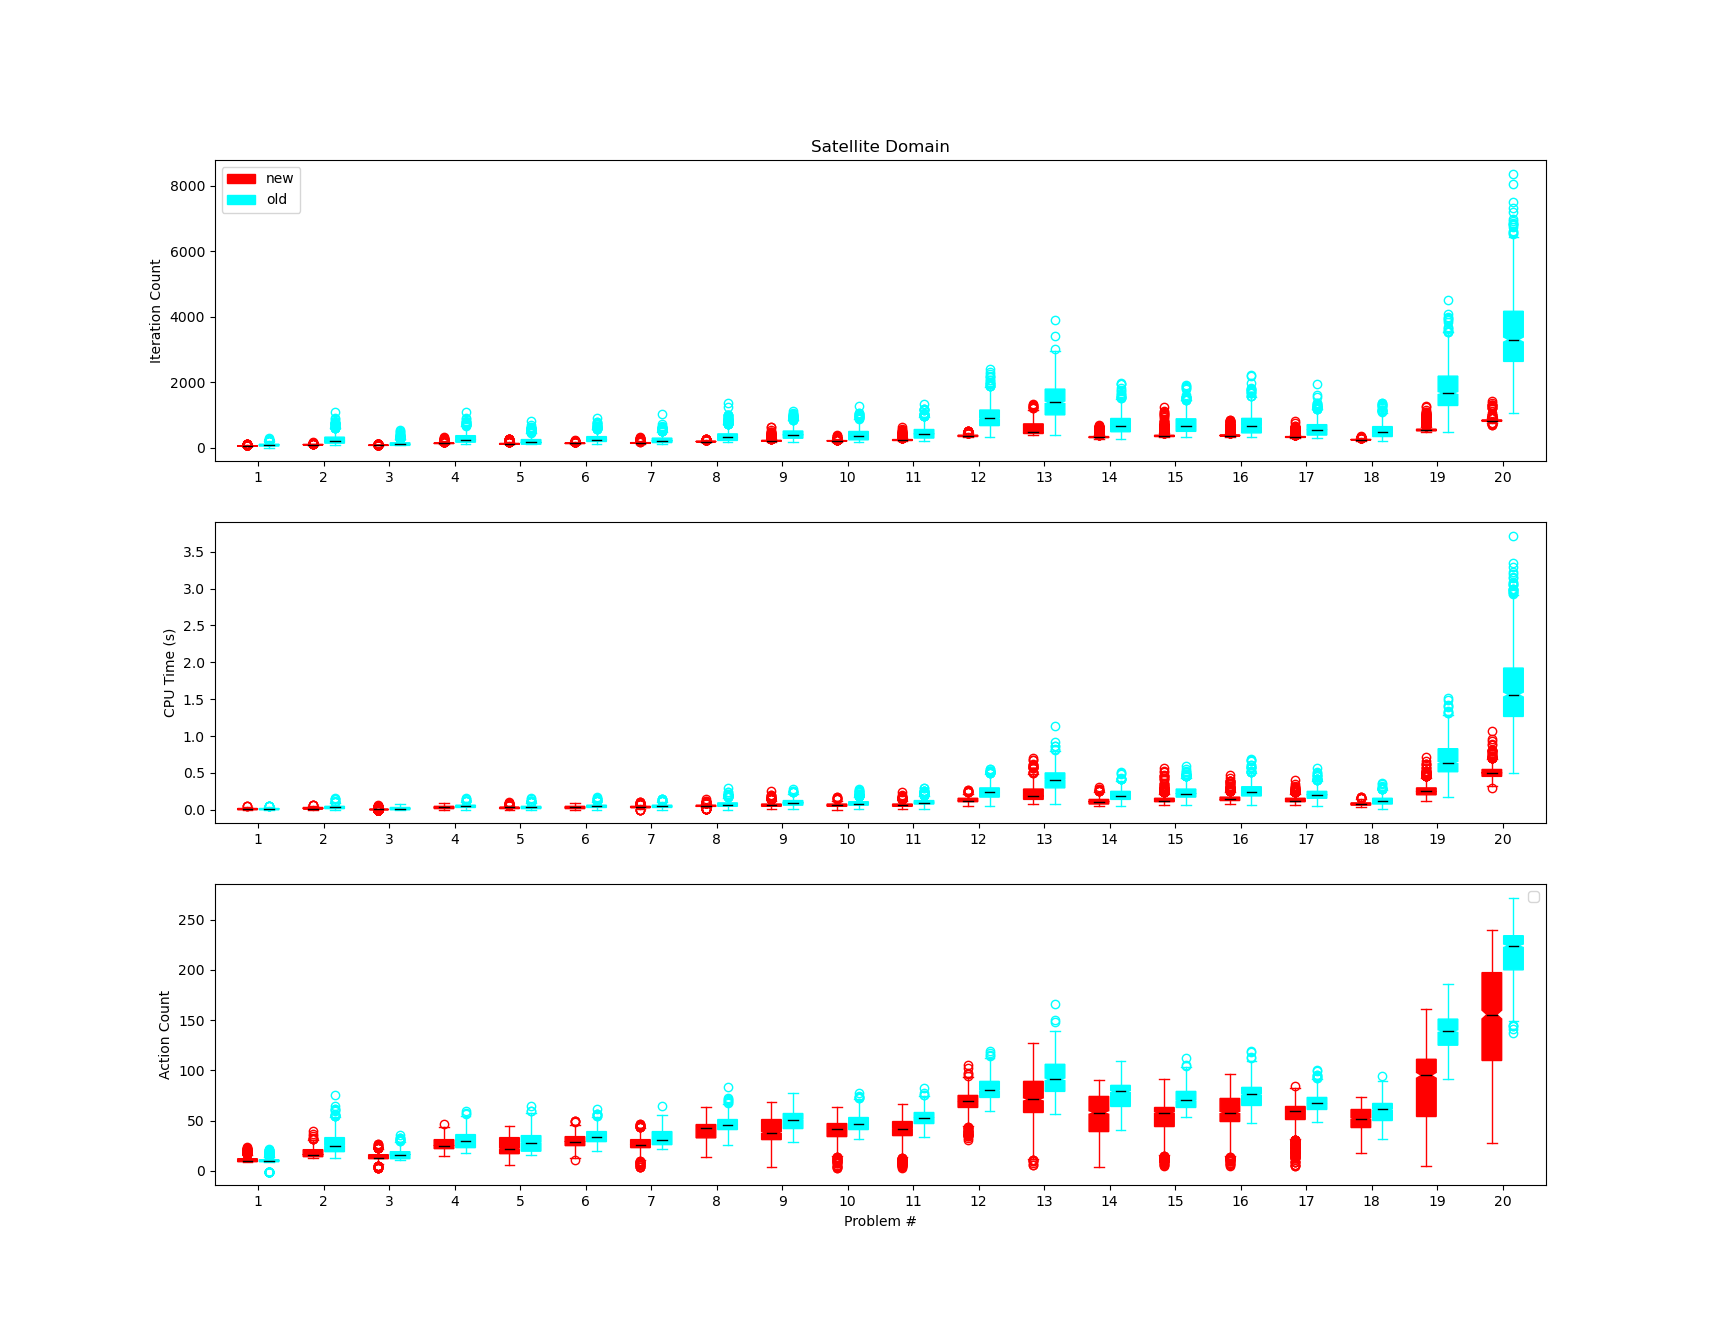 Satellite Domain
new
old
8000
6000
4000
2000
0
Iteration Count
1 2 3 4 5 6 7 8 9 10 11 12 13 14 15 16 17 18 19 20
3.5
3.0
2.5
2.0
1.5
1.0
0.5
0.0
CPU Time (s)
1 2 3 4 5 6 7 8 9 10 11 12 13 14 15 16 17 18 19 20
250
200
150
100
50
0
Action Count
1 2 3 4 5 6 7 8 9 10 11 12 13 14 15 16 17 18 19 20
Problem #